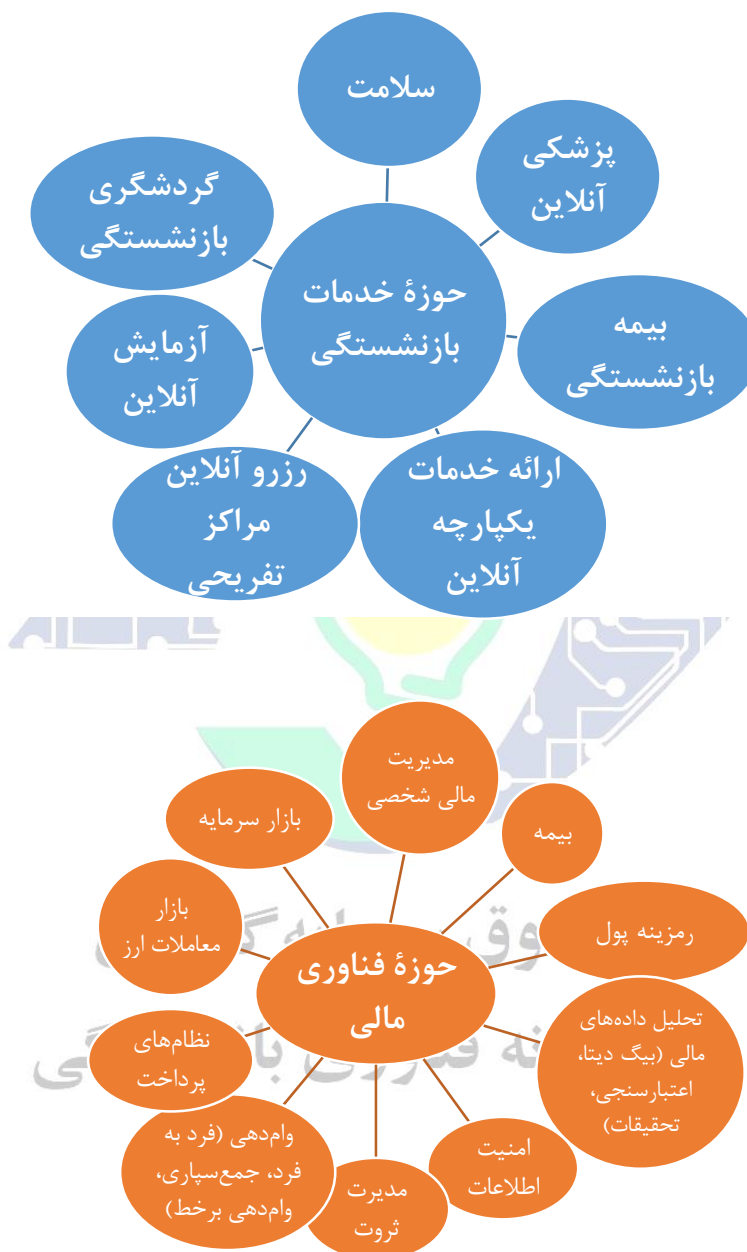 سلامت
پزشکی
آنلاین
گردشگری
بازنشستگی
حوزهٔ خدمات
بازنشستگی
بیمه
بازنشستگی
آزمایش
آنلاین
ارائه خدمات
یکپارچه
آنلاین
رزرو آنلاین
مراکز
تفریحی
مدیریت
مالی شخصی
بازار سرمایه
بیمه
بازار
معاملات ارز
رمزینه پول
حوزهٔ فناوری
مالی
تحلیل داده‌های
مالی (بیگ دیتا،
اعتبارسنجی،
تحقیقات)
نظام‌های
پرداخت
وام‌دهی (فرد به
فرد، جمع‌سپاری،
وام‌دهی برخط)
امنیت
اطلاعات
مدیرت
ثروت